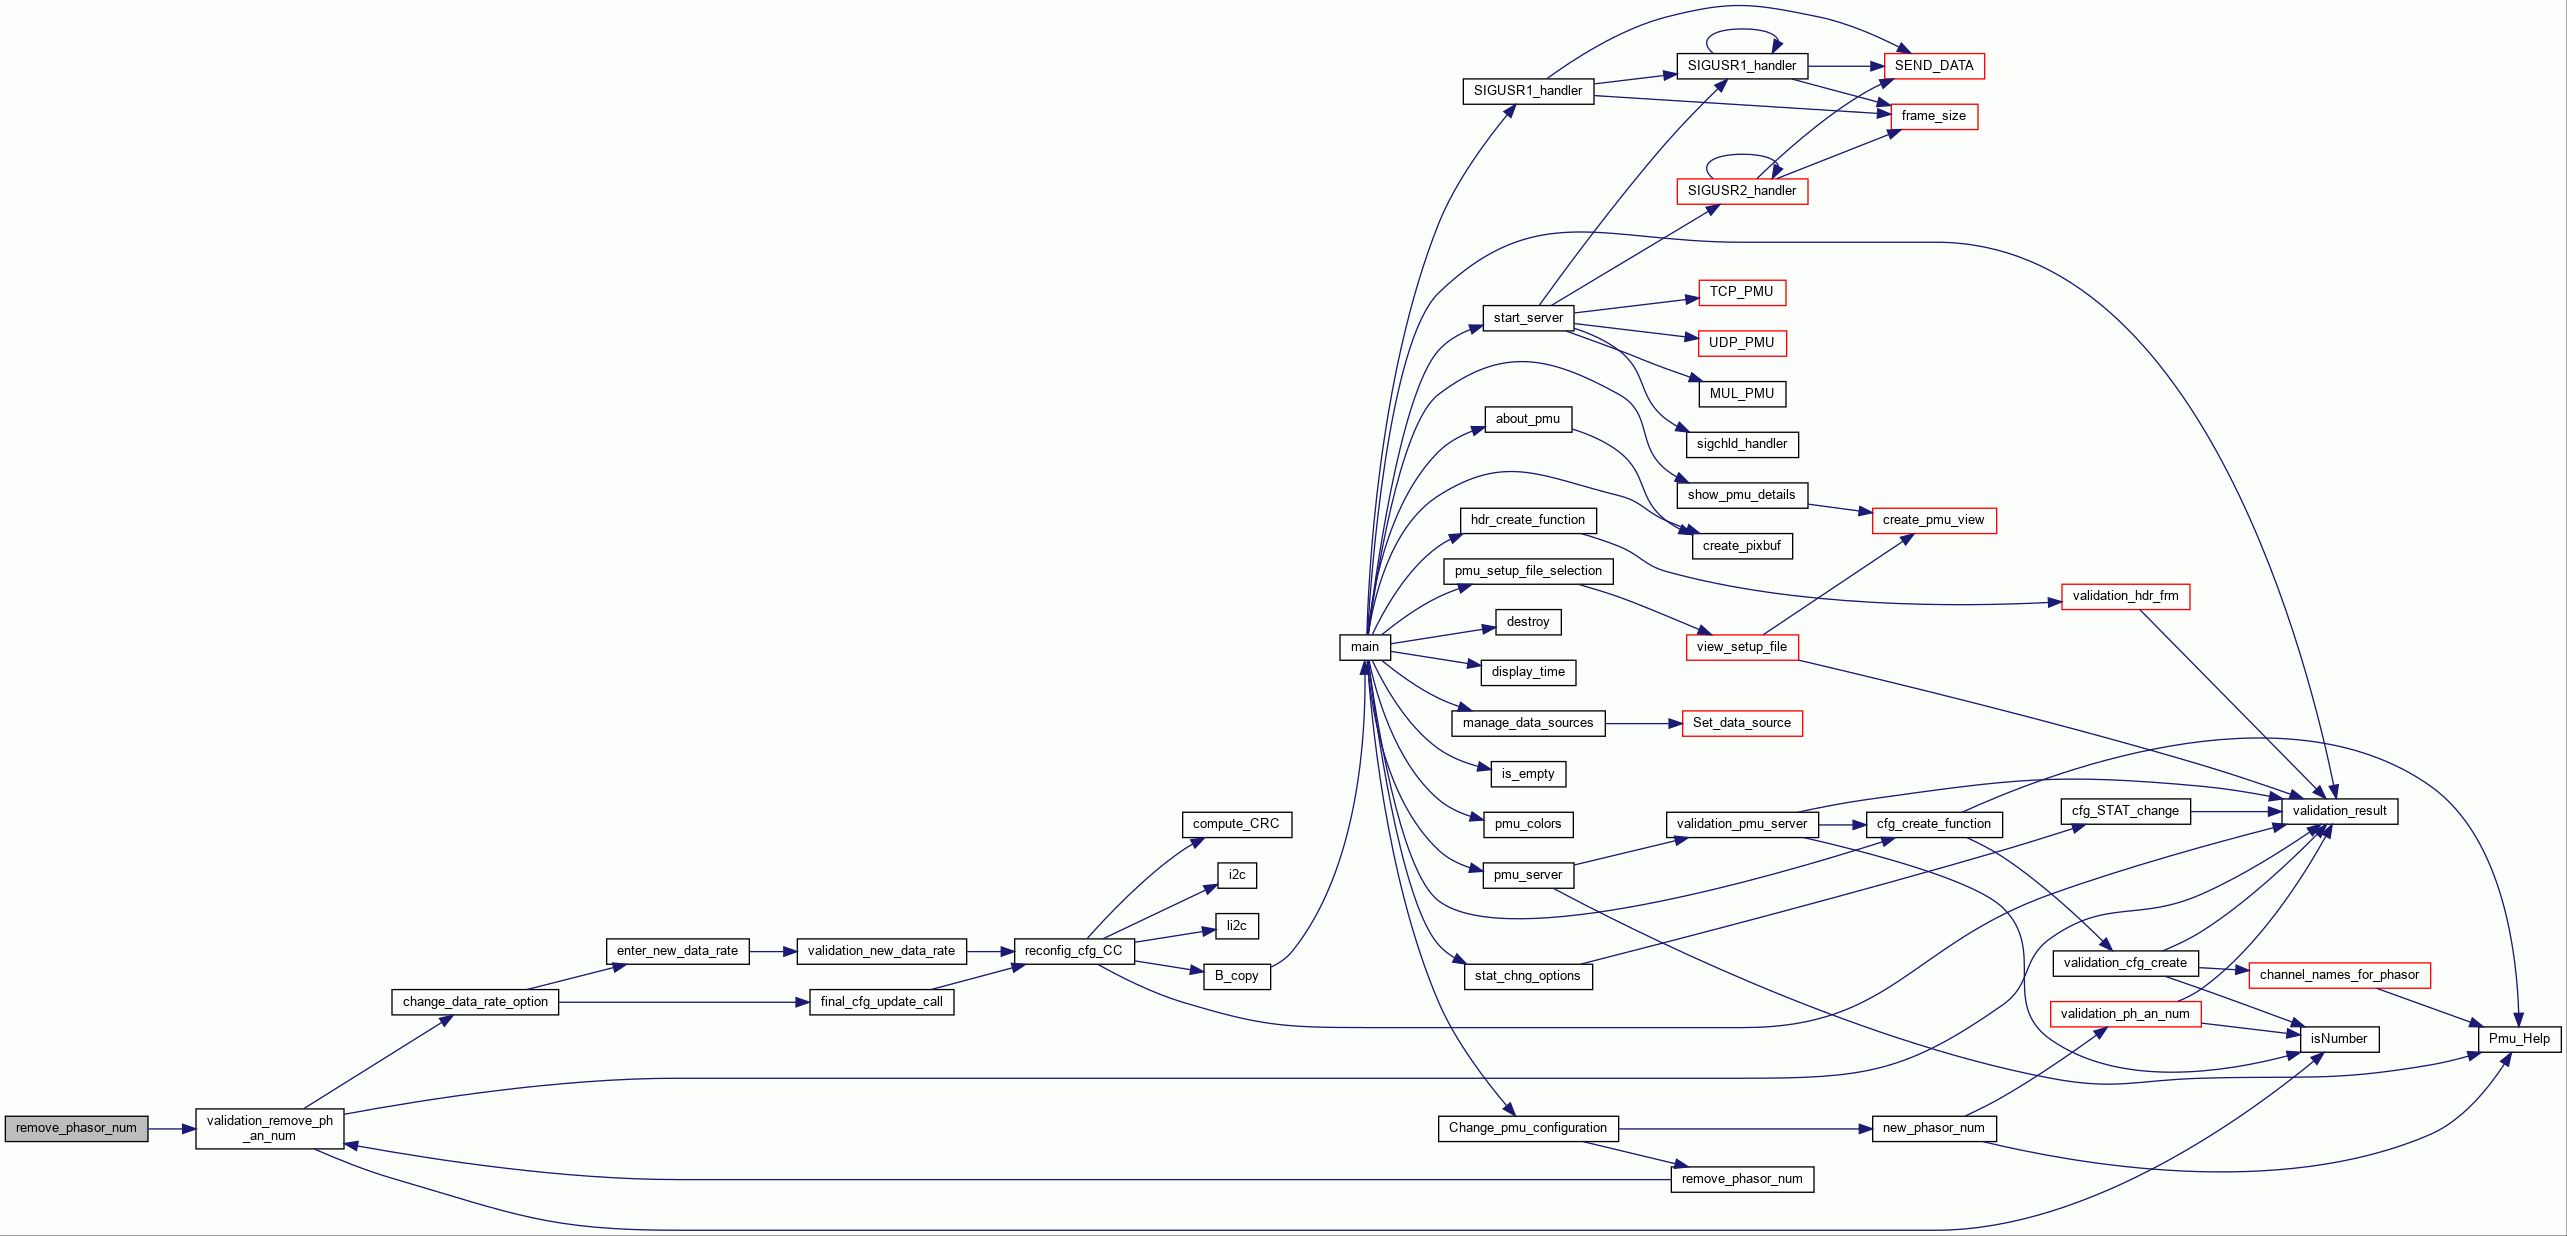 SIGUSR1_handler
SEND_DATA
SIGUSR1_handler
frame_size
SIGUSR2_handler
TCP_PMU
start_server
UDP_PMU
MUL_PMU
about_pmu
sigchld_handler
show_pmu_details
hdr_create_function
create_pmu_view
create_pixbuf
pmu_setup_file_selection
validation_hdr_frm
destroy
main
view_setup_file
display_time
manage_data_sources
Set_data_source
is_empty
cfg_STAT_change
validation_result
compute_CRC
pmu_colors
validation_pmu_server
cfg_create_function
i2c
pmu_server
li2c
enter_new_data_rate
validation_new_data_rate
reconfig_cfg_CC
validation_cfg_create
B_copy
stat_chng_options
channel_names_for_phasor
change_data_rate_option
final_cfg_update_call
validation_ph_an_num
isNumber
Pmu_Help
remove_phasor_num
validation_remove_ph
_an_num
Change_pmu_configuration
new_phasor_num
remove_phasor_num